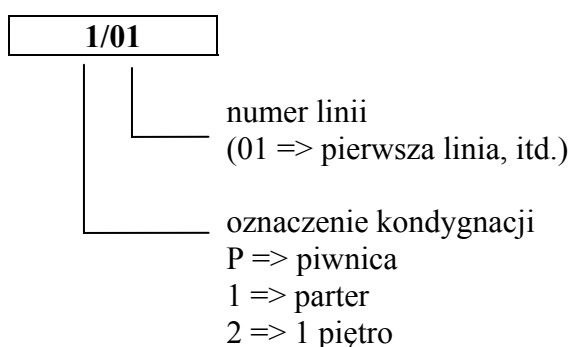 1/01
numer linii
(01 => pierwsza linia, itd.)
oznaczenie kondygnacji
P => piwnica
1 => parter
2 => 1 piętro